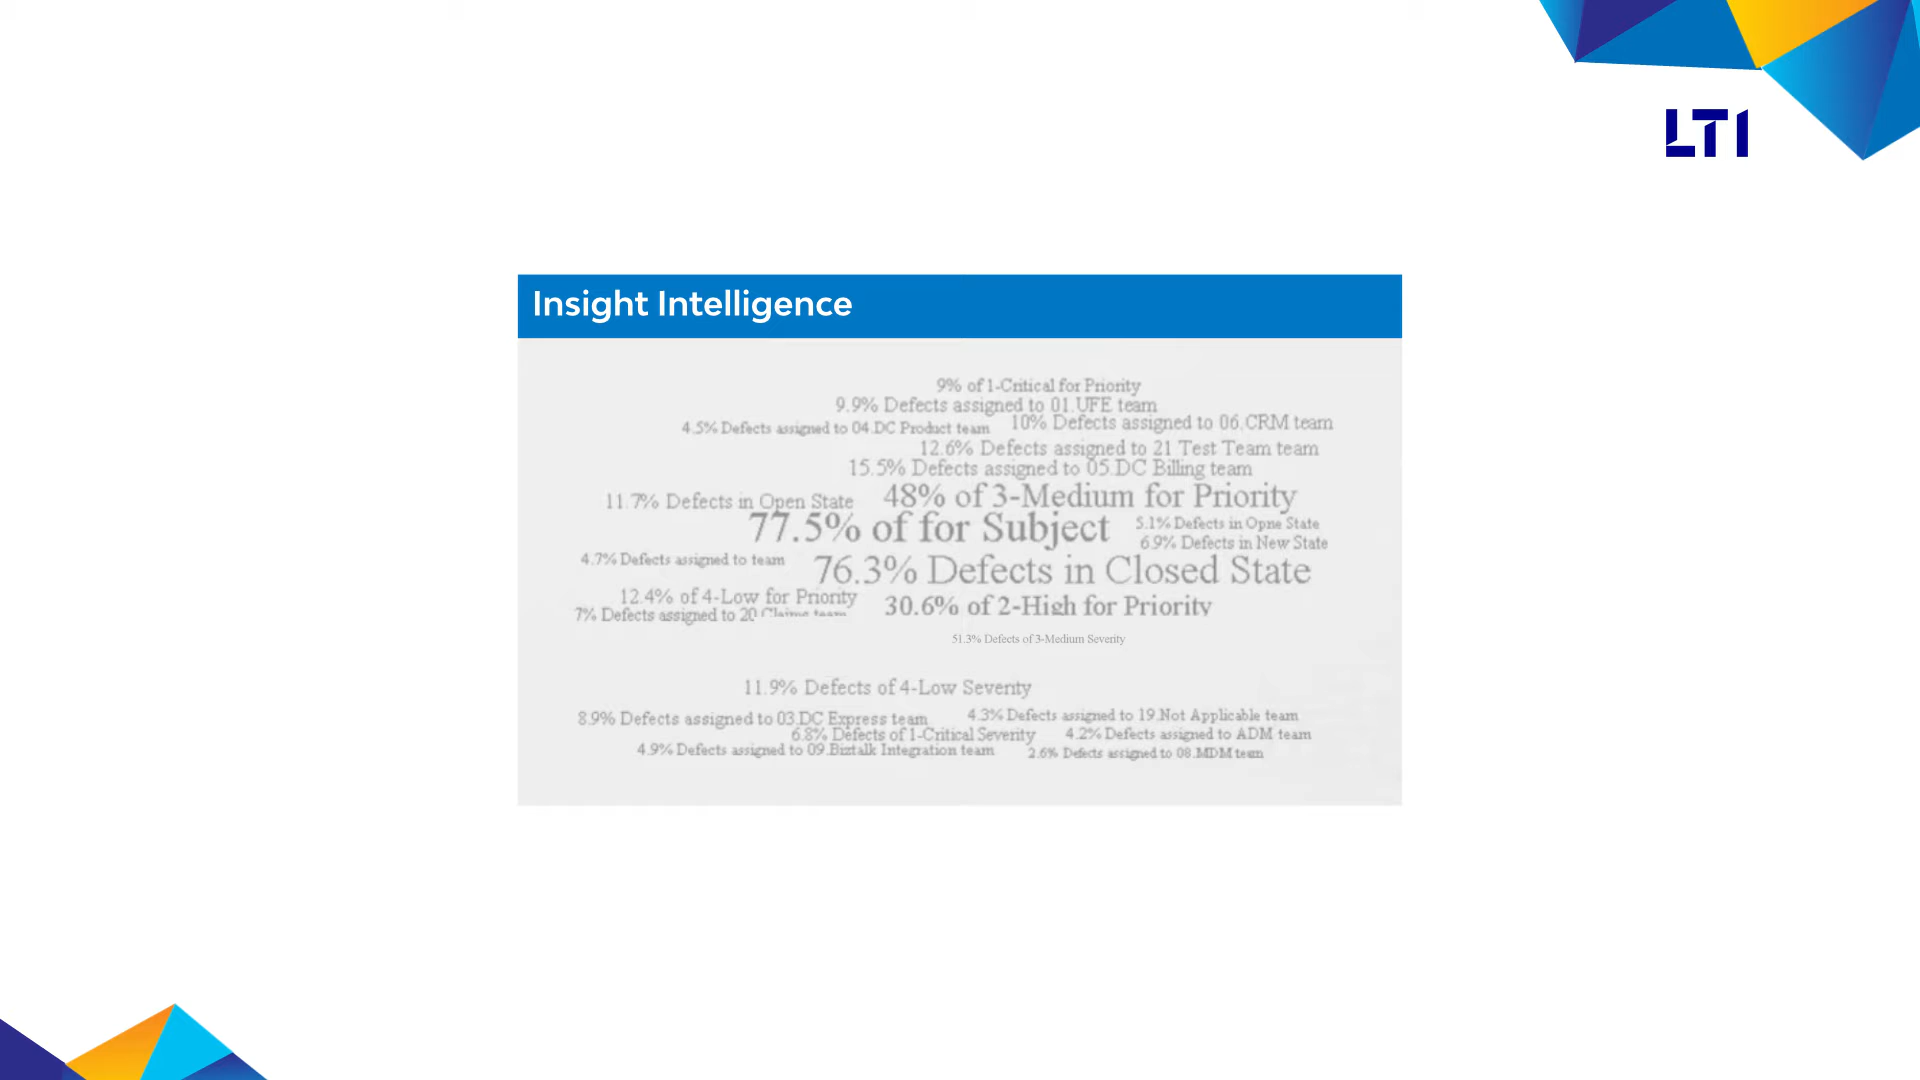 LTI
Insight Intelligence
9% of 1-Critical for Priority
9.9% Defects assigned to 01.UFE team
4.5% Defects assigned to 04.DC Product team
10% Defects assigned to 06.CRM team
12.6% Defects assigned to 21 Test Team team
15.5% Defects assigned to 05.DC Billing team
11.7% Defects in Open State
48% of 3-Medium for Priority
77.5% of for Subject
5.1% Defects in Opne State
6.9% Defects in New State
4.7% Defects assigned to team
76.3% Defects in Closed State
12.4% of 4-Low for Priority
30.6% of 2-High for Priority
7% Defects assigned to 20 Claims team
51.3% Defects of 3-Medium Severity
11.9% Defects of 4-Low Severity
8.9% Defects assigned to 03.DC Express team
4.3% Defects assigned to 19.Not Applicable team
6.8% Defects of 1-Critical Severity
4.2% Defects assigned to ADM team
4.9% Defects assigned to 09.Biztalk Integration team
2.6% Defects assigned to 08.MDM team